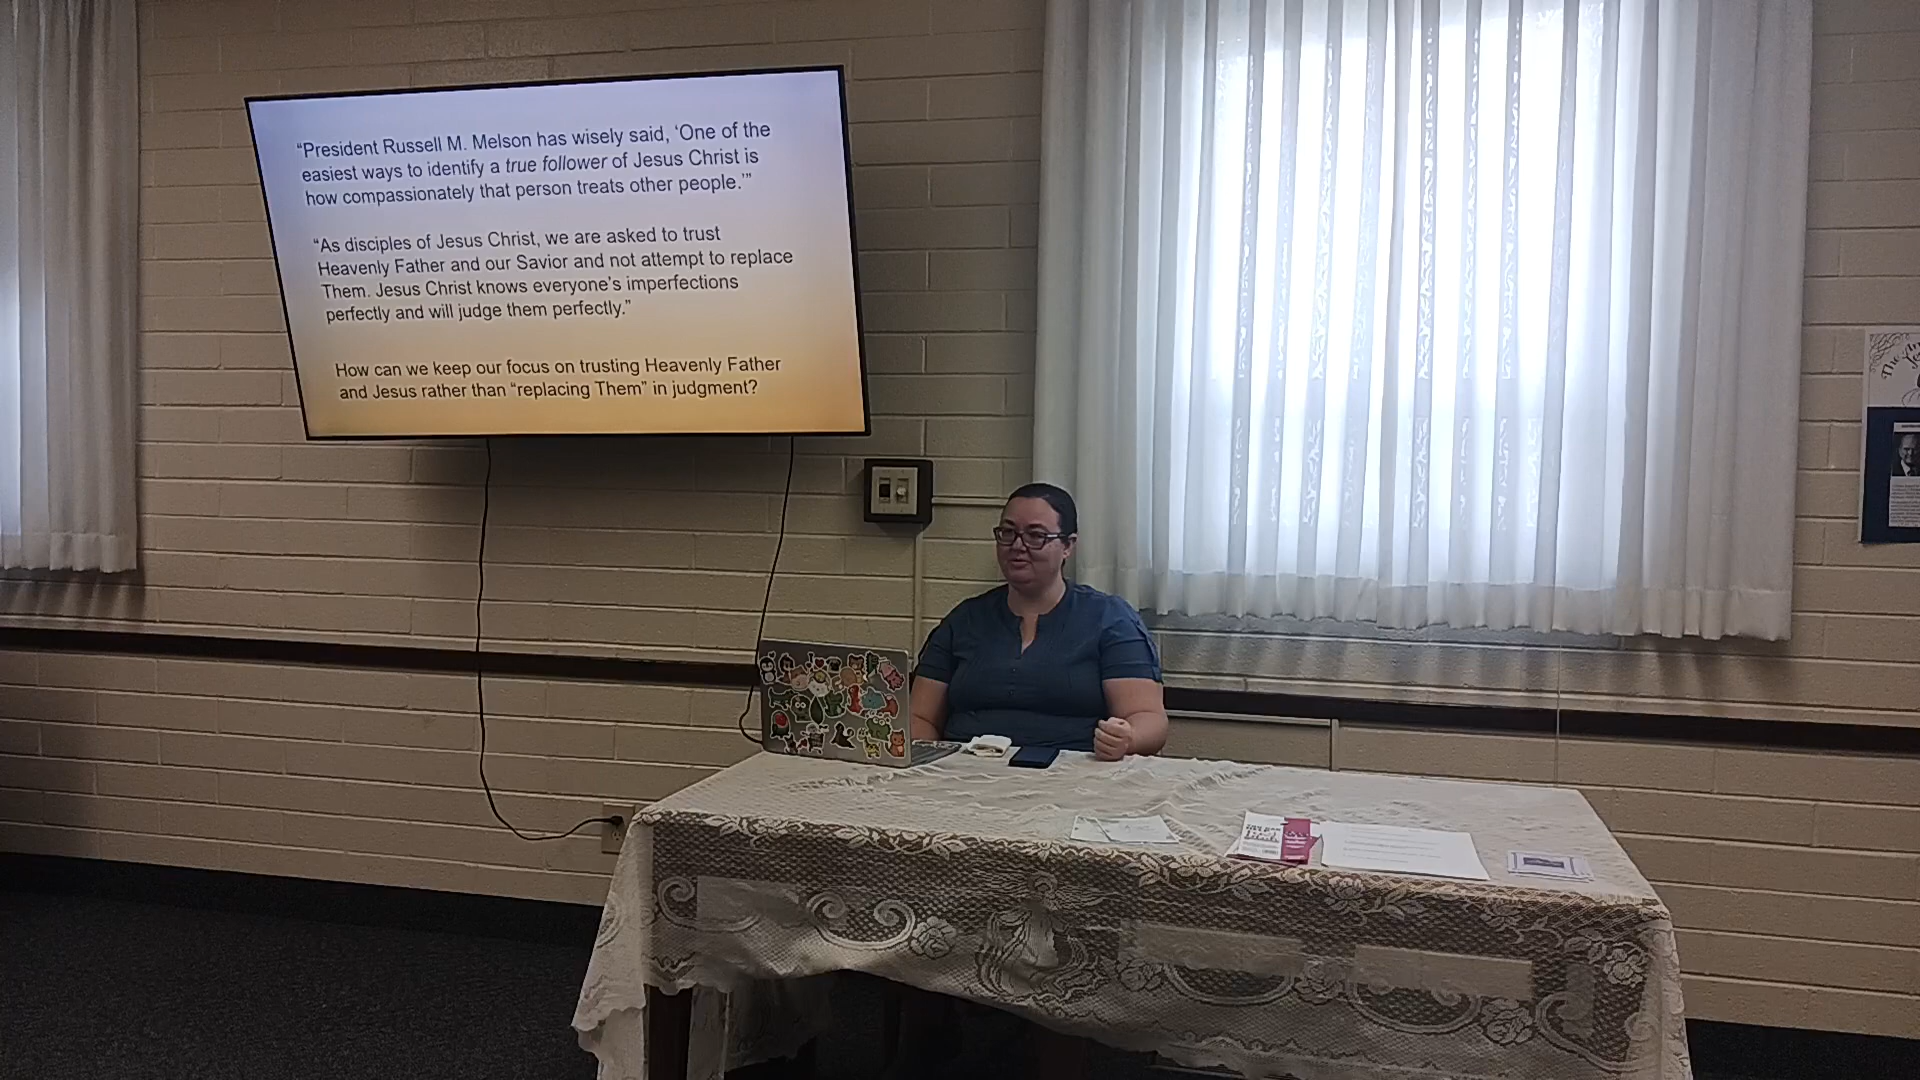 “President Russell M. Melson has wisely said, ‘One of the
easiest ways to identify a true follower of Jesus Christ is
how compassionately that person treats other people.’”
“As disciples of Jesus Christ, we are asked to trust
Heavenly Father and our Savior and not attempt to replace
Them. Jesus Christ knows everyone’s imperfections
perfectly and will judge them perfectly.”
How can we keep our focus on trusting Heavenly Father
and Jesus rather than “replacing Them” in judgment?